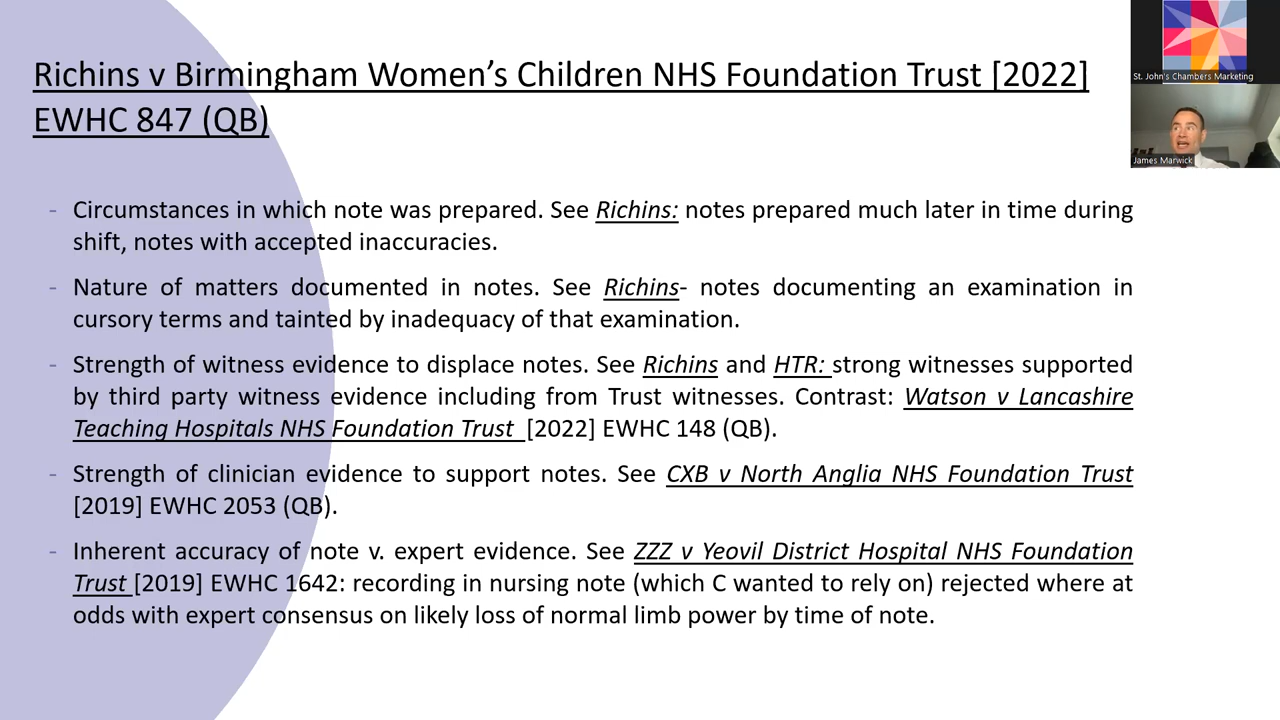 Richins v Birmingham Women’s Children NHS Foundation Trust [2022]
EWHC 847 (QB)
St. John's Chambers Marketing
James Marwick
- Circumstances in which note was prepared. See Richins: notes prepared much later in time during
shift, notes with accepted inaccuracies.
- Nature of matters documented in notes. See Richins- notes documenting an examination in
cursory terms and tainted by inadequacy of that examination.
- Strength of witness evidence to displace notes. See Richins and HTR: strong witnesses supported
by third party witness evidence including from Trust witnesses. Contrast: Watson v Lancashire
Teaching Hospitals NHS Foundation Trust [2022] EWHC 148 (QB).
- Strength of clinician evidence to support notes. See CXB v North Anglia NHS Foundation Trust
[2019] EWHC 2053 (QB).
- Inherent accuracy of note v. expert evidence. See ZZZ v Yeovil District Hospital NHS Foundation
Trust [2019] EWHC 1642: recording in nursing note (which C wanted to rely on) rejected where at
odds with expert consensus on likely loss of normal limb power by time of note.